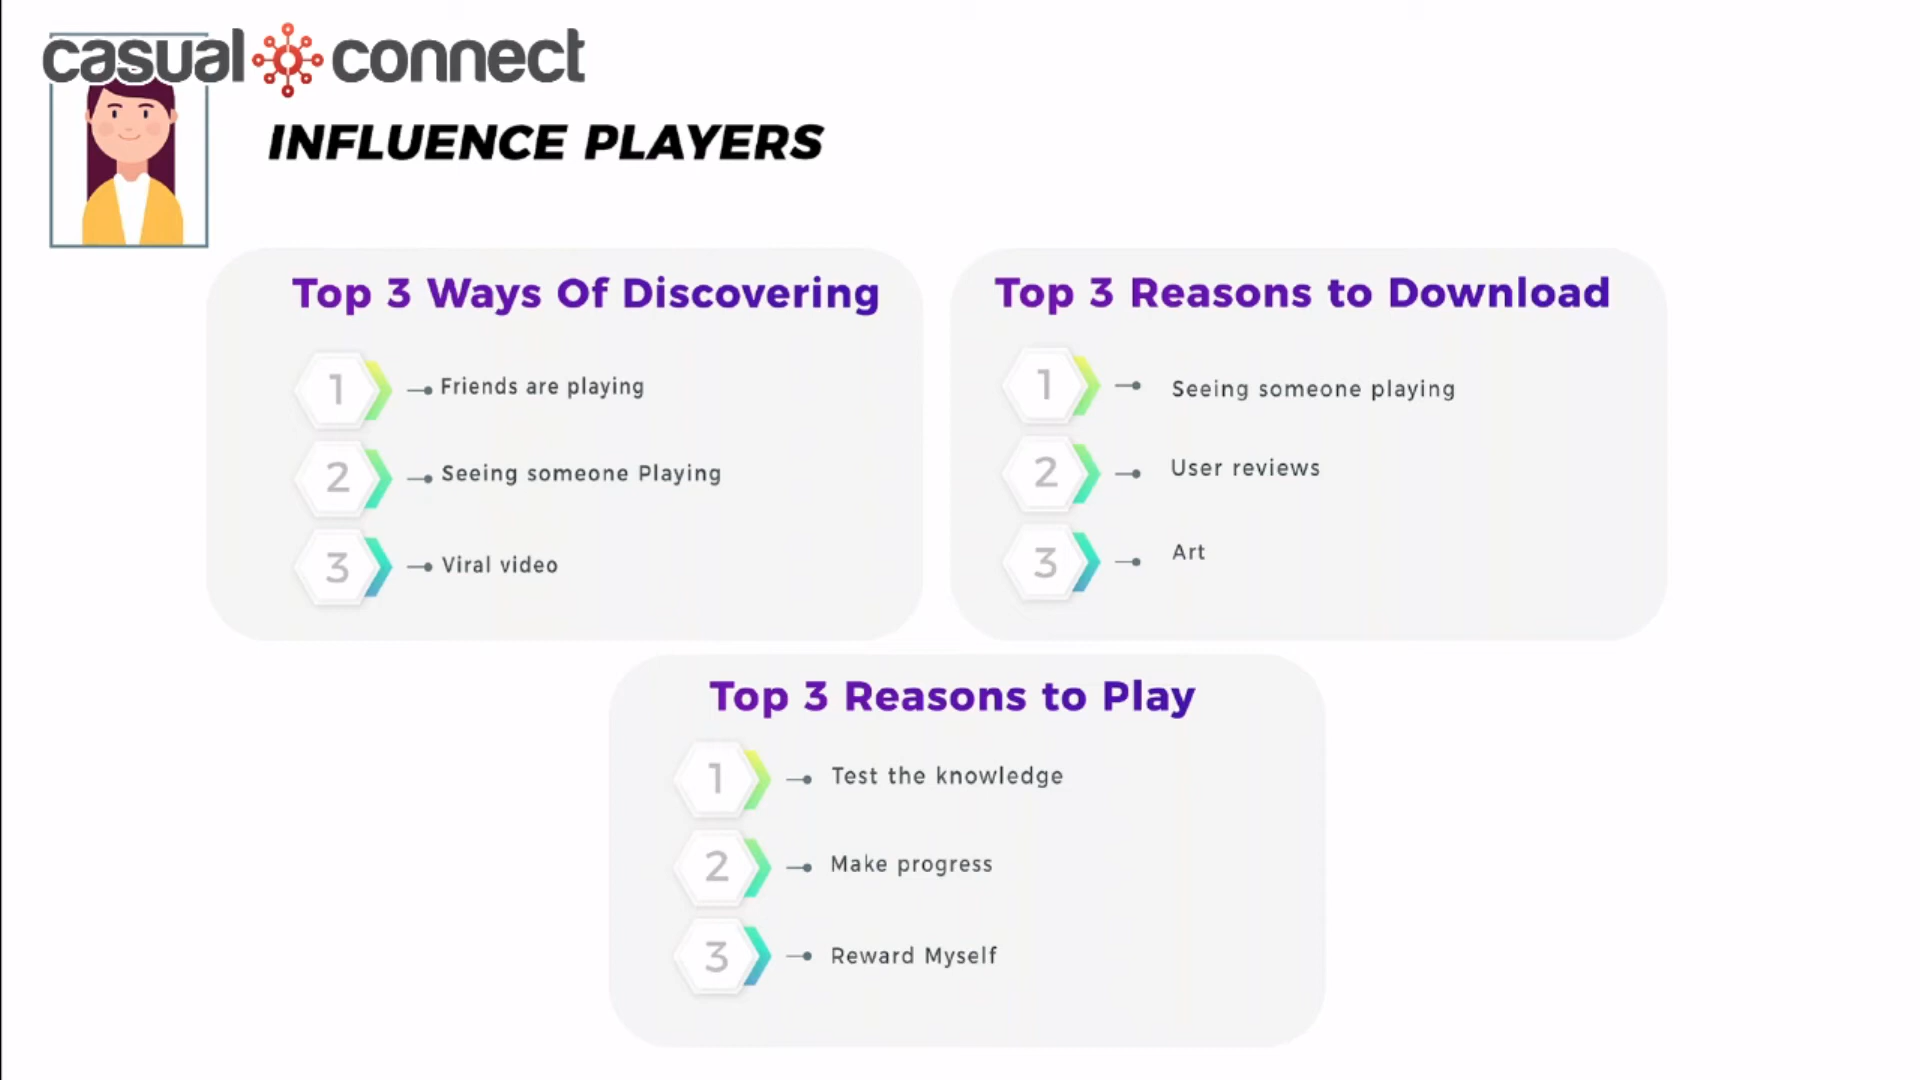 casual connect
INFLUENCE PLAYERS
Top 3 Ways Of Discovering
1 Friends are playing
2 Seeing someone Playing
3 Viral video
Top 3 Reasons to Download
1 Seeing someone playing
2 User reviews
3 Art
Top 3 Reasons to Play
1 Test the knowledge
2 Make progress
3 Reward Myself